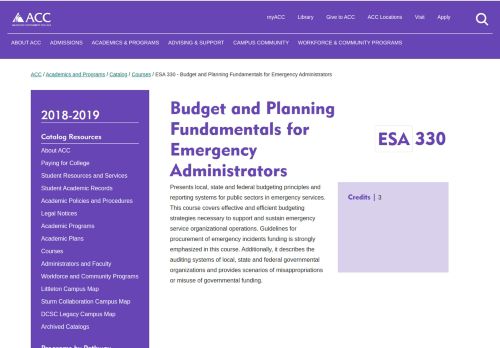 ACC
myACC
Library
Give to ACC
ACC Locations
Visit
Apply
ABOUT ACC
ADMISSIONS
ACADEMICS & PROGRAMS
ADVISING & SUPPORT
CAMPUS COMMUNITY
WORKFORCE & COMMUNITY PROGRAMS
ACC / Academics and Programs / Catalog / Courses / ESA 330 - Budget and Planning Fundamentals for Emergency Administrators
2018-2019
Catalog Resources
About ACC
Paying for College
Student Resources and Services
Student Academic Records
Academic Policies and Procedures
Legal Notices
Academic Programs
Academic Plans
Courses
Administrators and Faculty
Workforce and Community Programs
Littleton Campus Map
Sturm Collaboration Campus Map
DCSC Legacy Campus Map
Archived Catalogs
Programs by Pathway
Budget and Planning
Fundamentals for
Emergency
Administrators
Presents local, state and federal budgeting principles and
reporting systems for public sectors in emergency services.
This course covers effective and efficient budgeting
strategies necessary to support and sustain emergency
service organizational operations. Guidelines for
procurement of emergency incidents funding is strongly
emphasized in this course. Additionally, it describes the
auditing systems of local, state and federal governmental
organizations and provides scenarios of misappropriations
or misuse of governmental funding.
ESA 330
Credits | 3